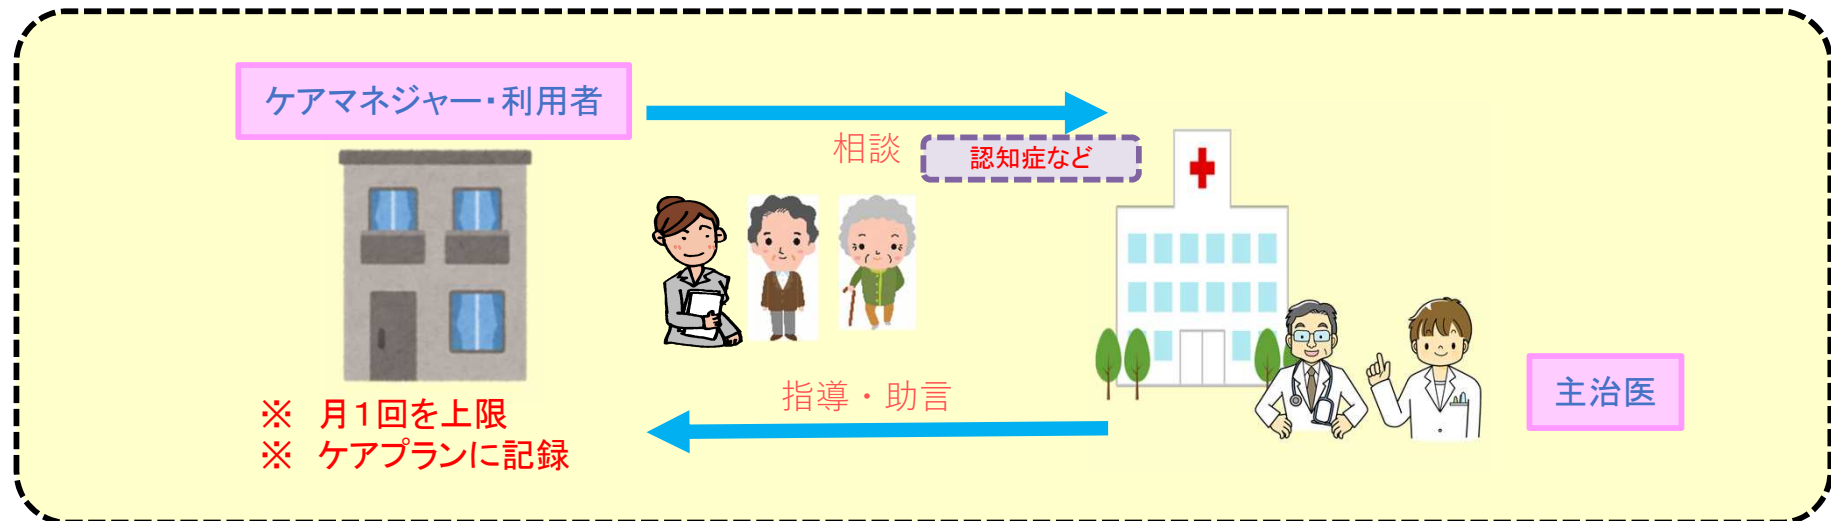 ケアマネジャー・利用者
相談
認知症など
指導・助言
主治医
※　月１回を上限
※　ケアプランに記録